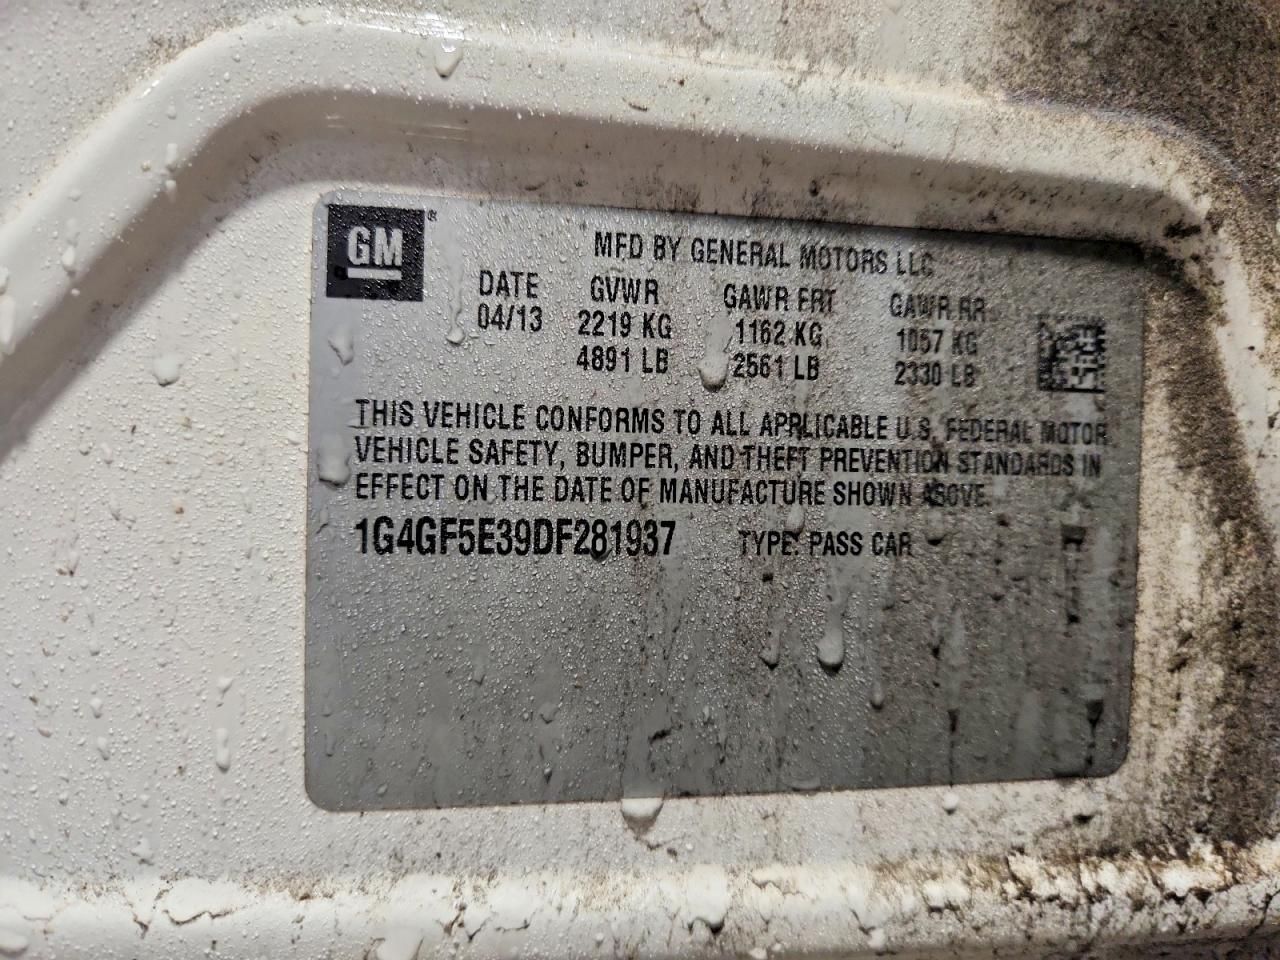 GM ®
MFD BY GENERAL MOTORS LLC
DATE GVWR GAWR FRT GAWR RR
04/13 2219 KG 1162 KG 1057 KG
4891 LB 2561 LB 2330 LB
THIS VEHICLE CONFORMS TO ALL APPLICABLE U.S. FEDERAL MOTOR
VEHICLE SAFETY, BUMPER, AND THEFT PREVENTION STANDARDS IN
EFFECT ON THE DATE OF MANUFACTURE SHOWN ABOVE.
1G4GF5E39DF281937 TYPE: PASS CAR